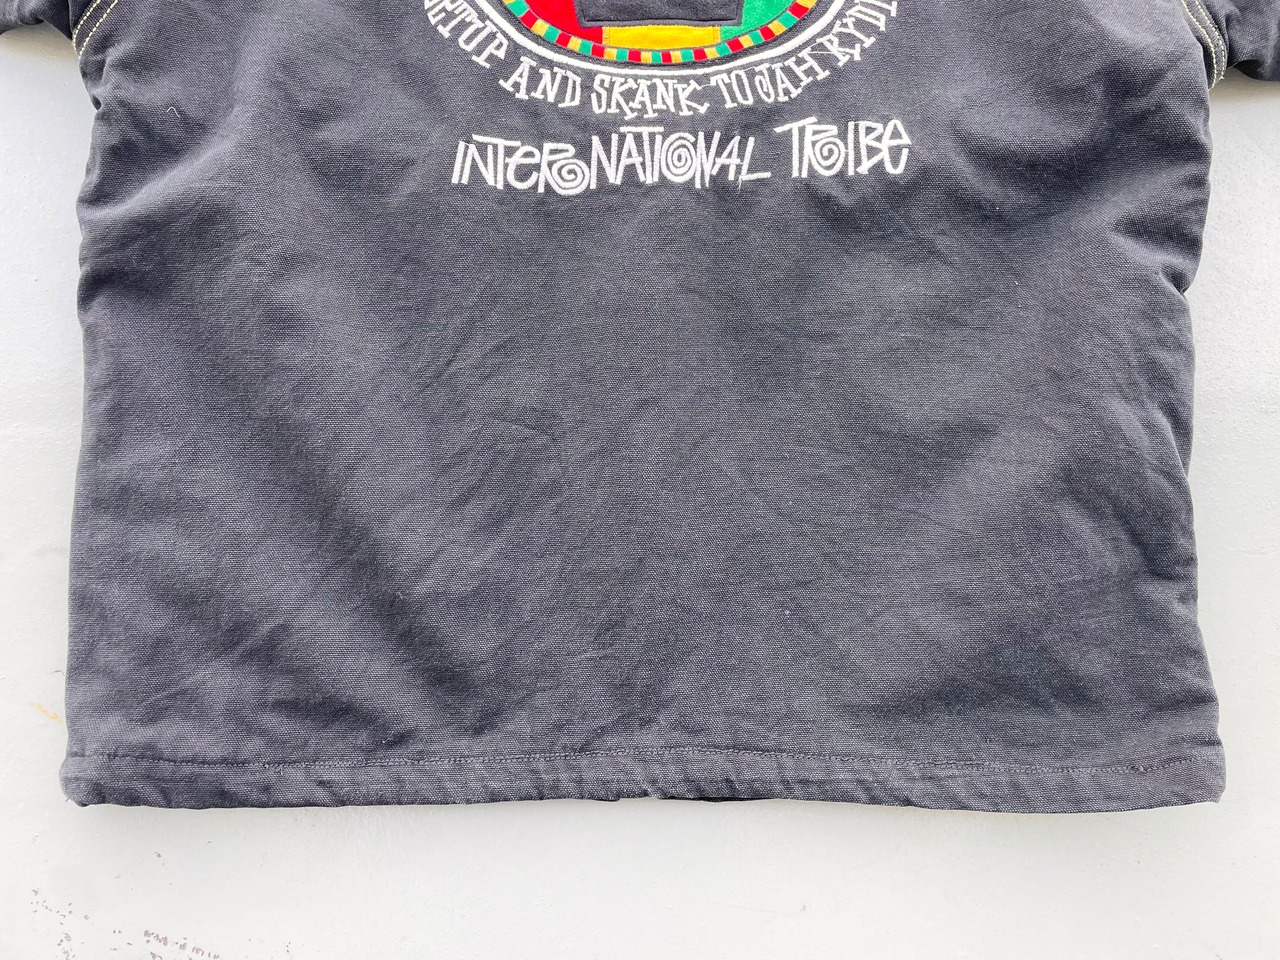 AND SKANK TO JAH
INTERNATIONAL TRIBE